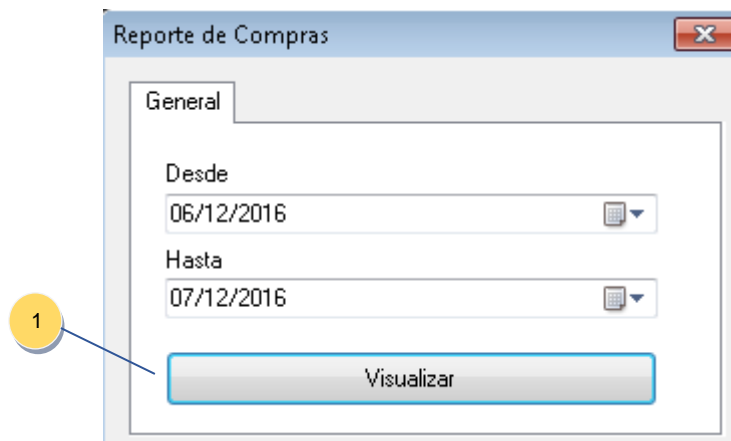 Reporte de Compras
General
Desde
06/12/2016
Hasta
07/12/2016
1
Visualizar